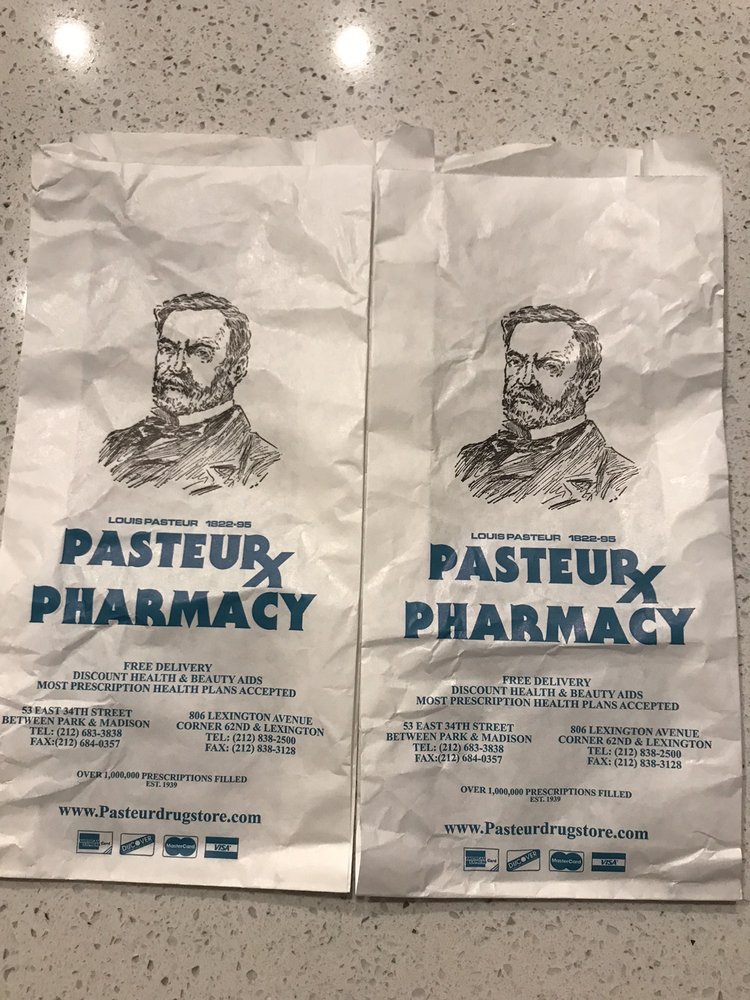 LOUIS PASTEUR 1822-95
PASTEURx
PHARMACY
FREE DELIVERY
DISCOUNT HEALTH & BEAUTY AIDS
MOST PRESCRIPTION HEALTH PLANS ACCEPTED
53 EAST 34TH STREET
BETWEEN PARK & MADISON
TEL: (212) 683-3838
FAX:(212) 684-0357
806 LEXINGTON AVENUE
CORNER 62ND & LEXINGTON
TEL: (212) 838-2500
FAX: (212) 838-3128
OVER 1,000,000 PRESCRIPTIONS FILLED
EST. 1939
www.Pasteurdrugstore.com
DISCOVER
MasterCard
VISA
LOUIS PASTEUR 1822-95
PASTEURx
PHARMACY
FREE DELIVERY
DISCOUNT HEALTH & BEAUTY AIDS
MOST PRESCRIPTION HEALTH PLANS ACCEPTED
53 EAST 34TH STREET
BETWEEN PARK & MADISON
TEL: (212) 683-3838
FAX:(212) 684-0357
806 LEXINGTON AVENUE
CORNER 62ND & LEXINGTON
TEL: (212) 838-2500
FAX: (212) 838-3128
OVER 1,000,000 PRESCRIPTIONS FILLED
EST. 1939
www.Pasteurdrugstore.com
DISCOVER
MasterCard
VISA